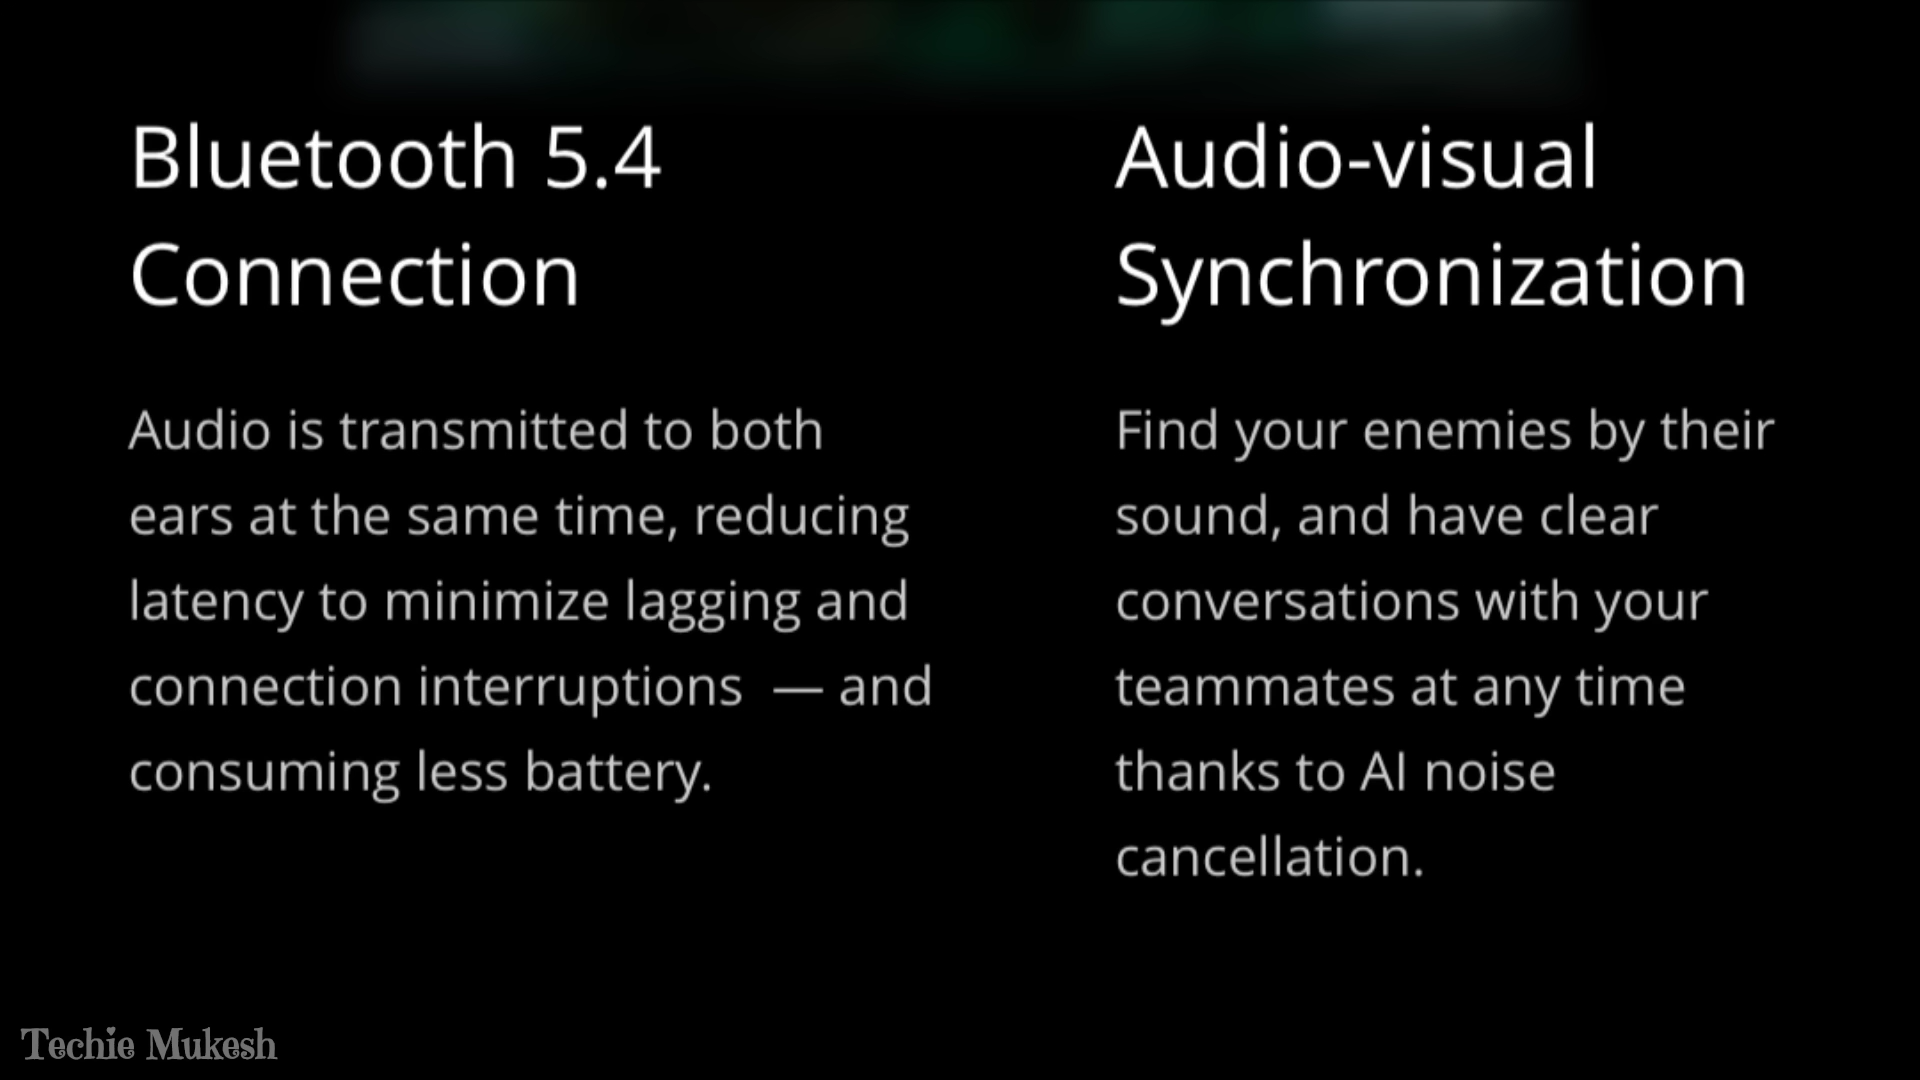 Bluetooth 5.4
Connection
Audio is transmitted to both
ears at the same time, reducing
latency to minimize lagging and
connection interruptions  — and
consuming less battery.
Audio-visual
Synchronization
Find your enemies by their
sound, and have clear
conversations with your
teammates at any time
thanks to AI noise
cancellation.
Techie Mukesh